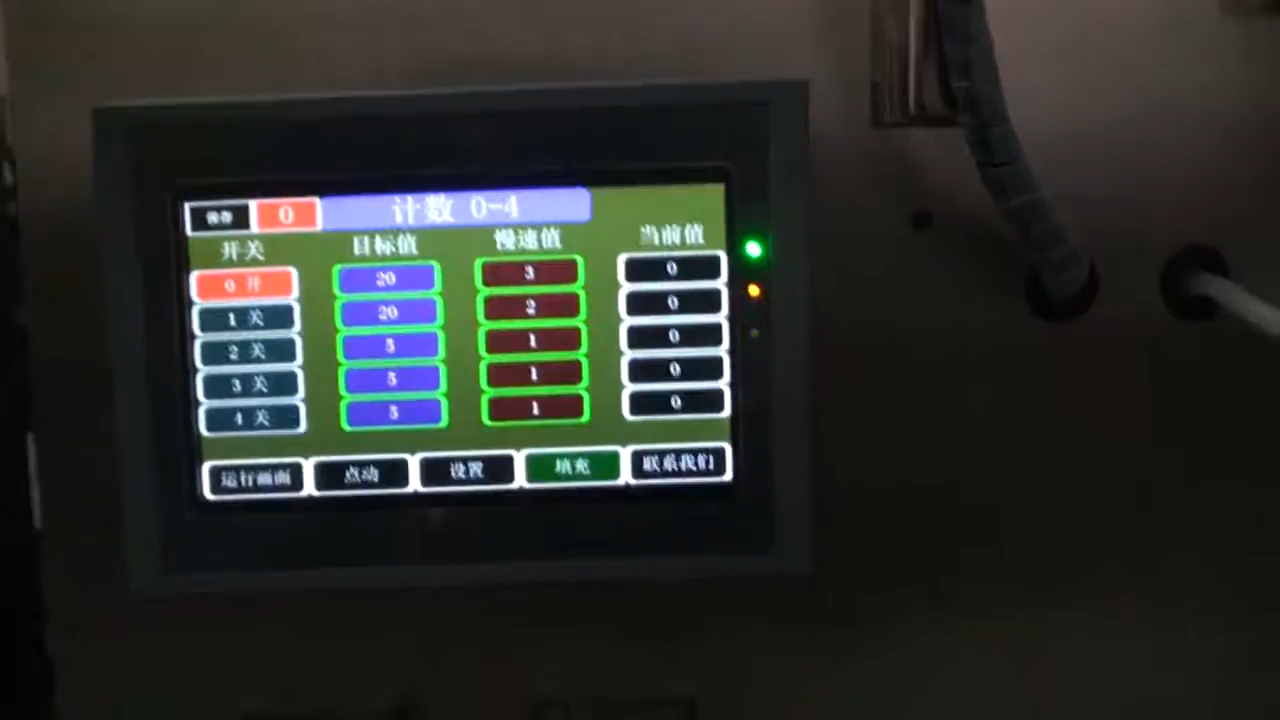 0 计数 0-4
开关 目标值 慢速值 当前值
0 开 20 3 0
1 关 20 2 0
2 关 5 1 0
3 关 5 1 0
4 关 5 1 0
运行画面 点动 设置 填充 联系我们